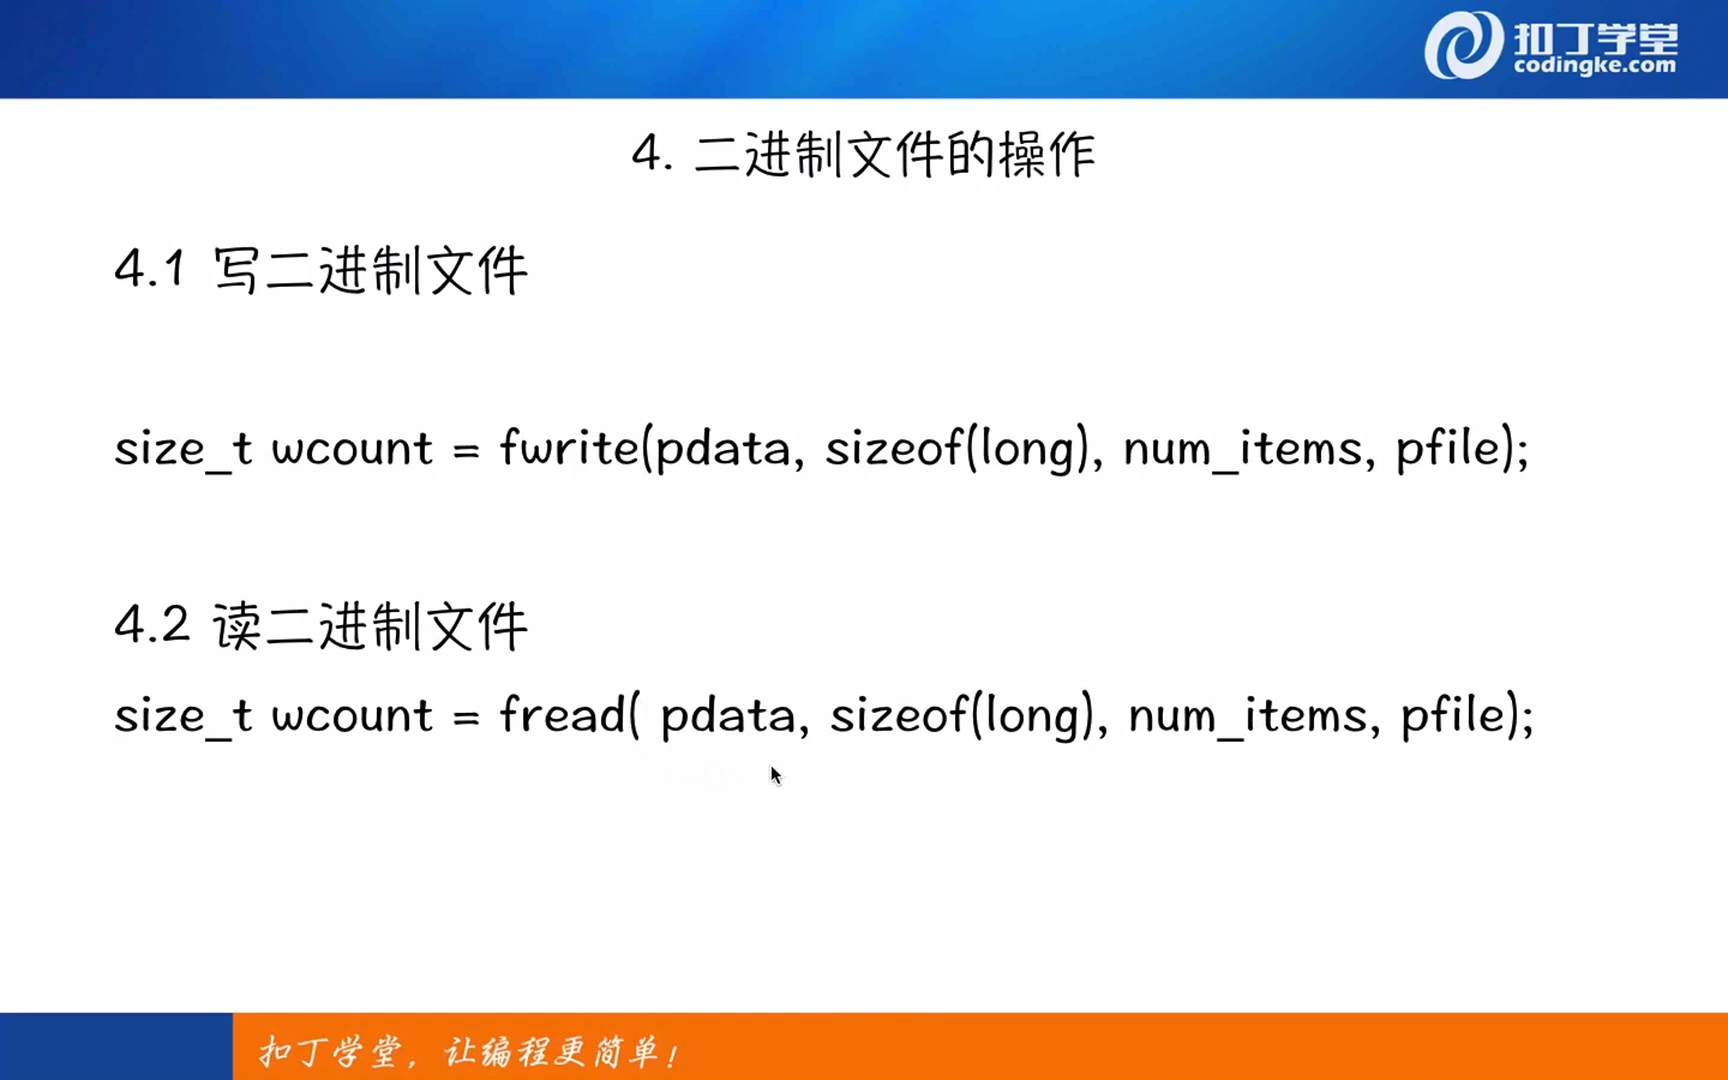 扣丁学堂
codingke.com
4. 二进制文件的操作
4.1 写二进制文件
size_t wcount = fwrite(pdata, sizeof(long), num_items, pfile);
4.2 读二进制文件
size_t wcount = fread( pdata, sizeof(long), num_items, pfile);
扣丁学堂，让编程更简单！